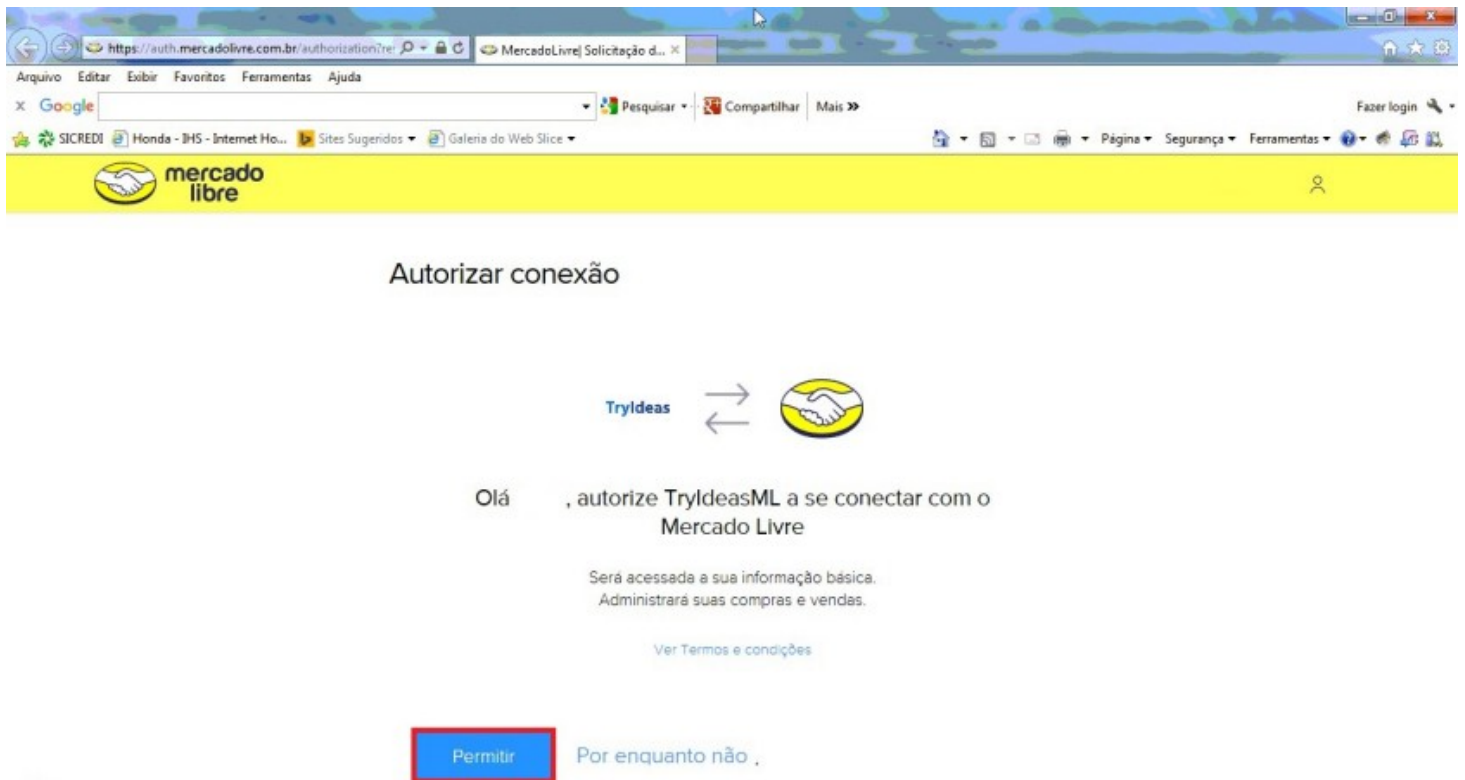 https://auth.mercadolivre.com.br/authorization?re
MercadoLivre| Solicitação d...
Arquivo Editar Exibir Favoritos Ferramentas Ajuda
x Google Pesquisar Compartilhar Mais » Fazer login
SICREDI Honda - IHS - Internet Ho... Sites Sugeridos Galeria do Web Slice Página Segurança Ferramentas
mercado
libre
Autorizar conexão
TryIdeas
Olá , autorize TryIdeasML a se conectar com o
Mercado Livre
Será acessada a sua informação básica.
Administrará suas compras e vendas.
Ver Termos e condições
Permitir Por enquanto não .